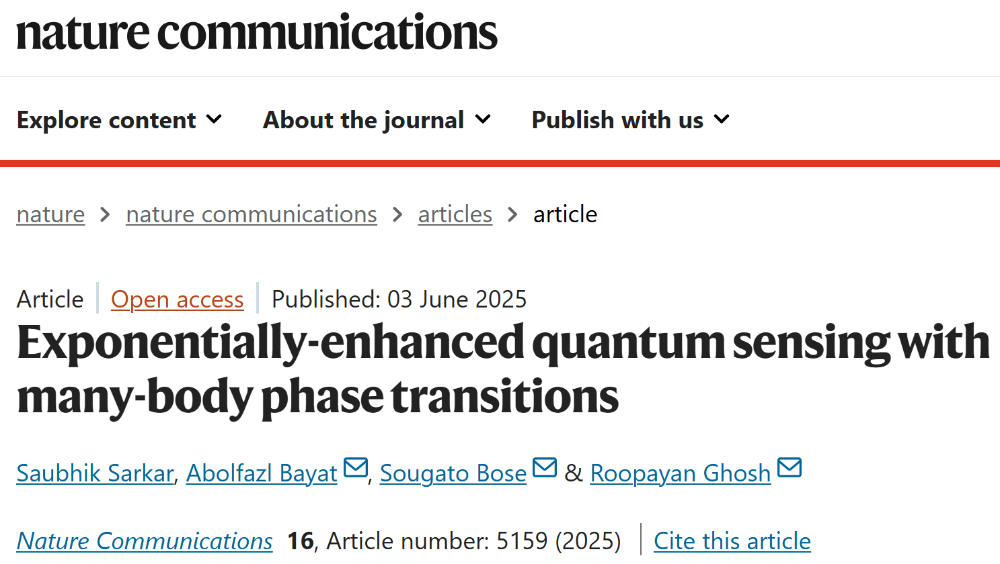 nature communications
Explore content About the journal Publish with us
nature > nature communications > articles > article
Article Open access Published: 03 June 2025
Exponentially-enhanced quantum sensing with
many-body phase transitions
Saubhik Sarkar, Abolfazl Bayat, Sougato Bose & Roopayan Ghosh
Nature Communications 16, Article number: 5159 (2025) Cite this article